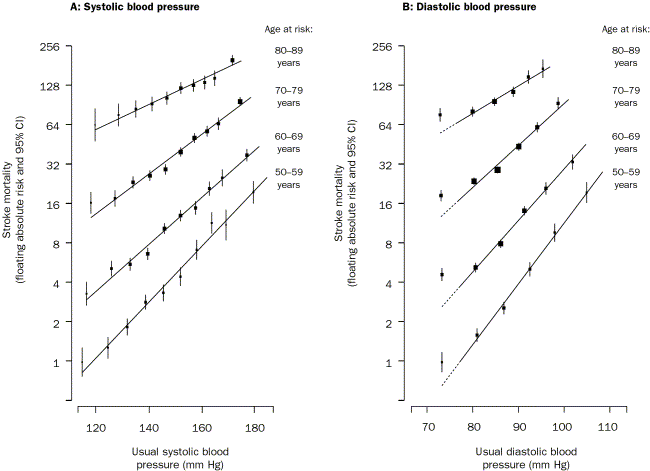 A: Systolic blood pressure
Age at risk:
80–89
years
70–79
years
60–69
years
50–59
years
256
128
64
32
16
8
4
2
1
Stroke mortality
(floating absolute risk and 95% CI)
120
140
160
180
Usual systolic blood
pressure (mm Hg)
B: Diastolic blood pressure
Age at risk:
80–89
years
70–79
years
60–69
years
50–59
years
256
128
64
32
16
8
4
2
1
Stroke mortality
(floating absolute risk and 95% CI)
70
80
90
100
110
Usual diastolic blood
pressure (mm Hg)